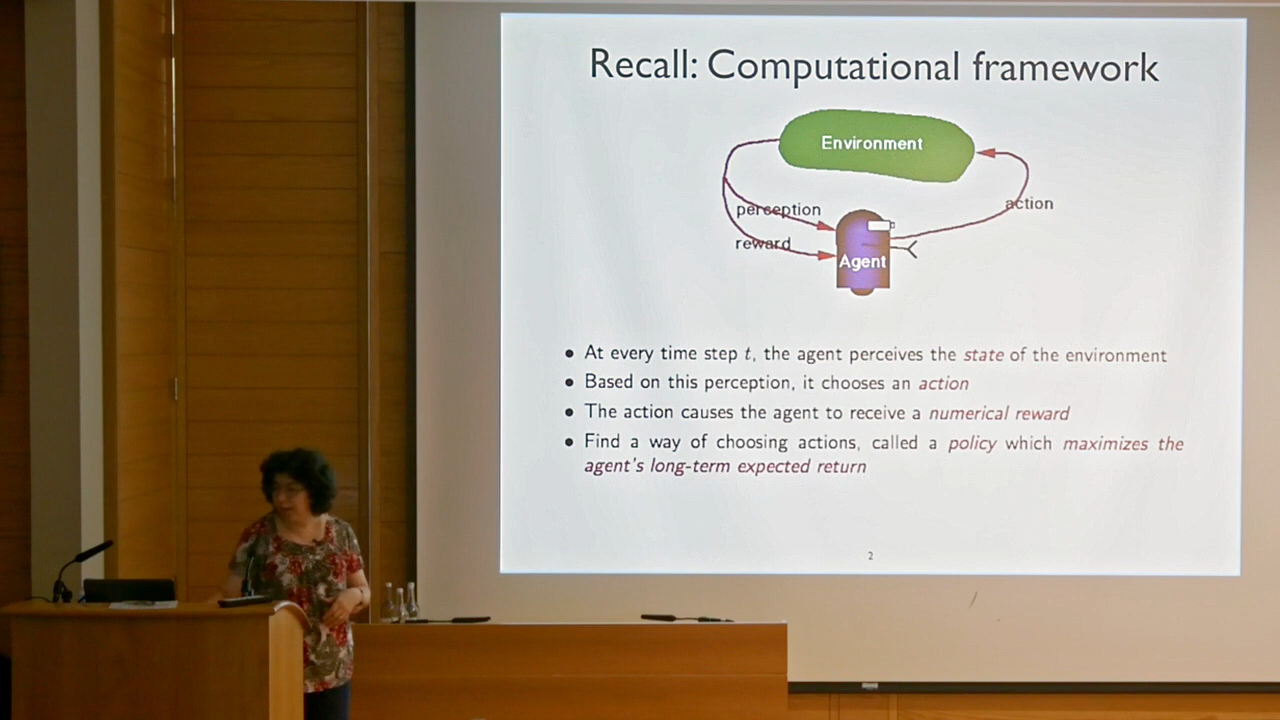 Recall: Computational framework
Environment
perception
action
reward
Agent
● At every time step t, the agent perceives the state of the environment
● Based on this perception, it chooses an action
● The action causes the agent to receive a numerical reward
● Find a way of choosing actions, called a policy which maximizes the
agent's long-term expected return
2